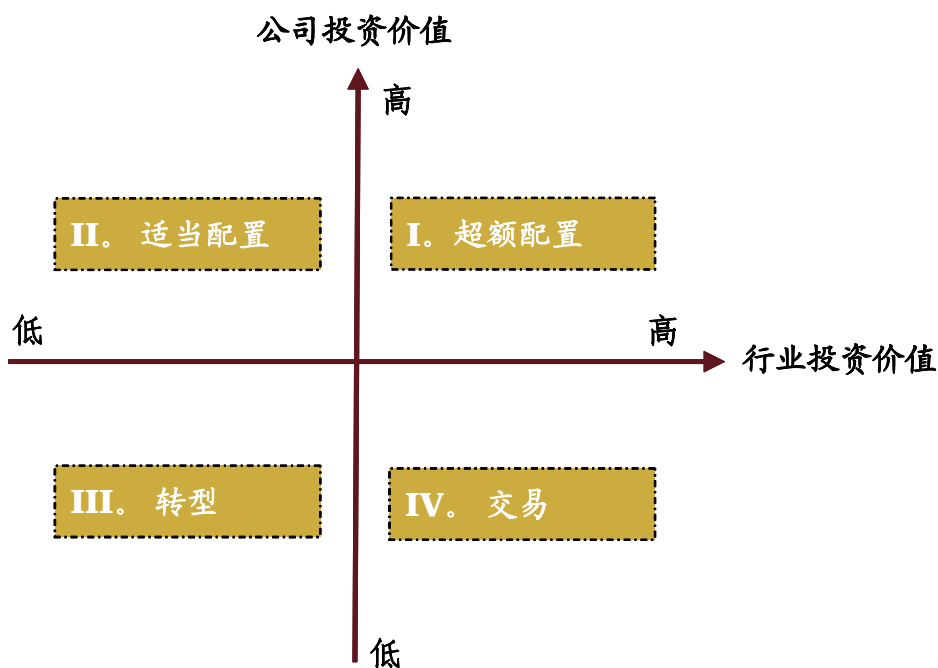 公司投资价值
高
II。 适当配置
I。超额配置
低
高
行业投资价值
III。 转型
IV。 交易
低